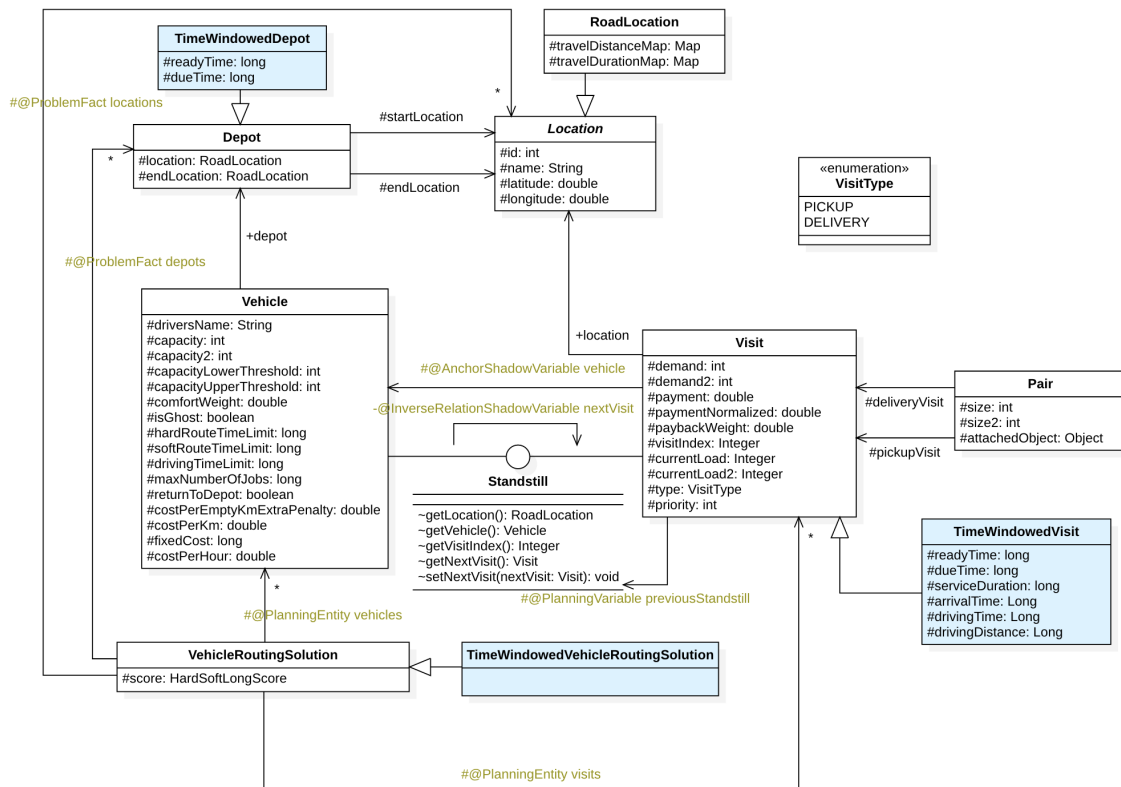 RoadLocation
#travelDistanceMap: Map
#travelDurationMap: Map
TimeWindowedDepot
#readyTime: long
#dueTime: long
#@ProblemFact locations
*
Depot
#location: RoadLocation
#endLocation: RoadLocation
*
#startLocation
#endLocation
Location
#id: int
#name: String
#latitude: double
#longitude: double
«enumeration»
VisitType
PICKUP
DELIVERY
+depot
#@ProblemFact depots
Vehicle
#driversName: String
#capacity: int
#capacity2: int
#capacityLowerThreshold: int
#capacityUpperThreshold: int
#comfortWeight: double
#isGhost: boolean
#hardRouteTimeLimit: long
#softRouteTimeLimit: long
#drivingTimeLimit: long
#maxNumberOfJobs: long
#returnToDepot: boolean
#costPerEmptyKmExtraPenalty: double
#costPerKm: double
#fixedCost: long
#costPerHour: double
+location
#@AnchorShadowVariable vehicle
-@InverseRelationShadowVariable nextVisit
Visit
#demand: int
#demand2: int
#payment: double
#paymentNormalized: double
#paybackWeight: double
#visitIndex: Integer
#currentLoad: Integer
#currentLoad2: Integer
#type: VisitType
#priority: int
#deliveryVisit
#pickupVisit
Pair
#size: int
#size2: int
#attachedObject: Object
Standstill
~getLocation(): RoadLocation
~getVehicle(): Vehicle
~getVisitIndex(): Integer
~getNextVisit(): Visit
~setNextVisit(nextVisit: Visit): void
#@PlanningVariable previousStandstill
*
TimeWindowedVisit
#readyTime: long
#dueTime: long
#serviceDuration: long
#arrivalTime: Long
#drivingTime: Long
#drivingDistance: Long
*
#@PlanningEntity vehicles
VehicleRoutingSolution
#score: HardSoftLongScore
TimeWindowedVehicleRoutingSolution
#@PlanningEntity visits